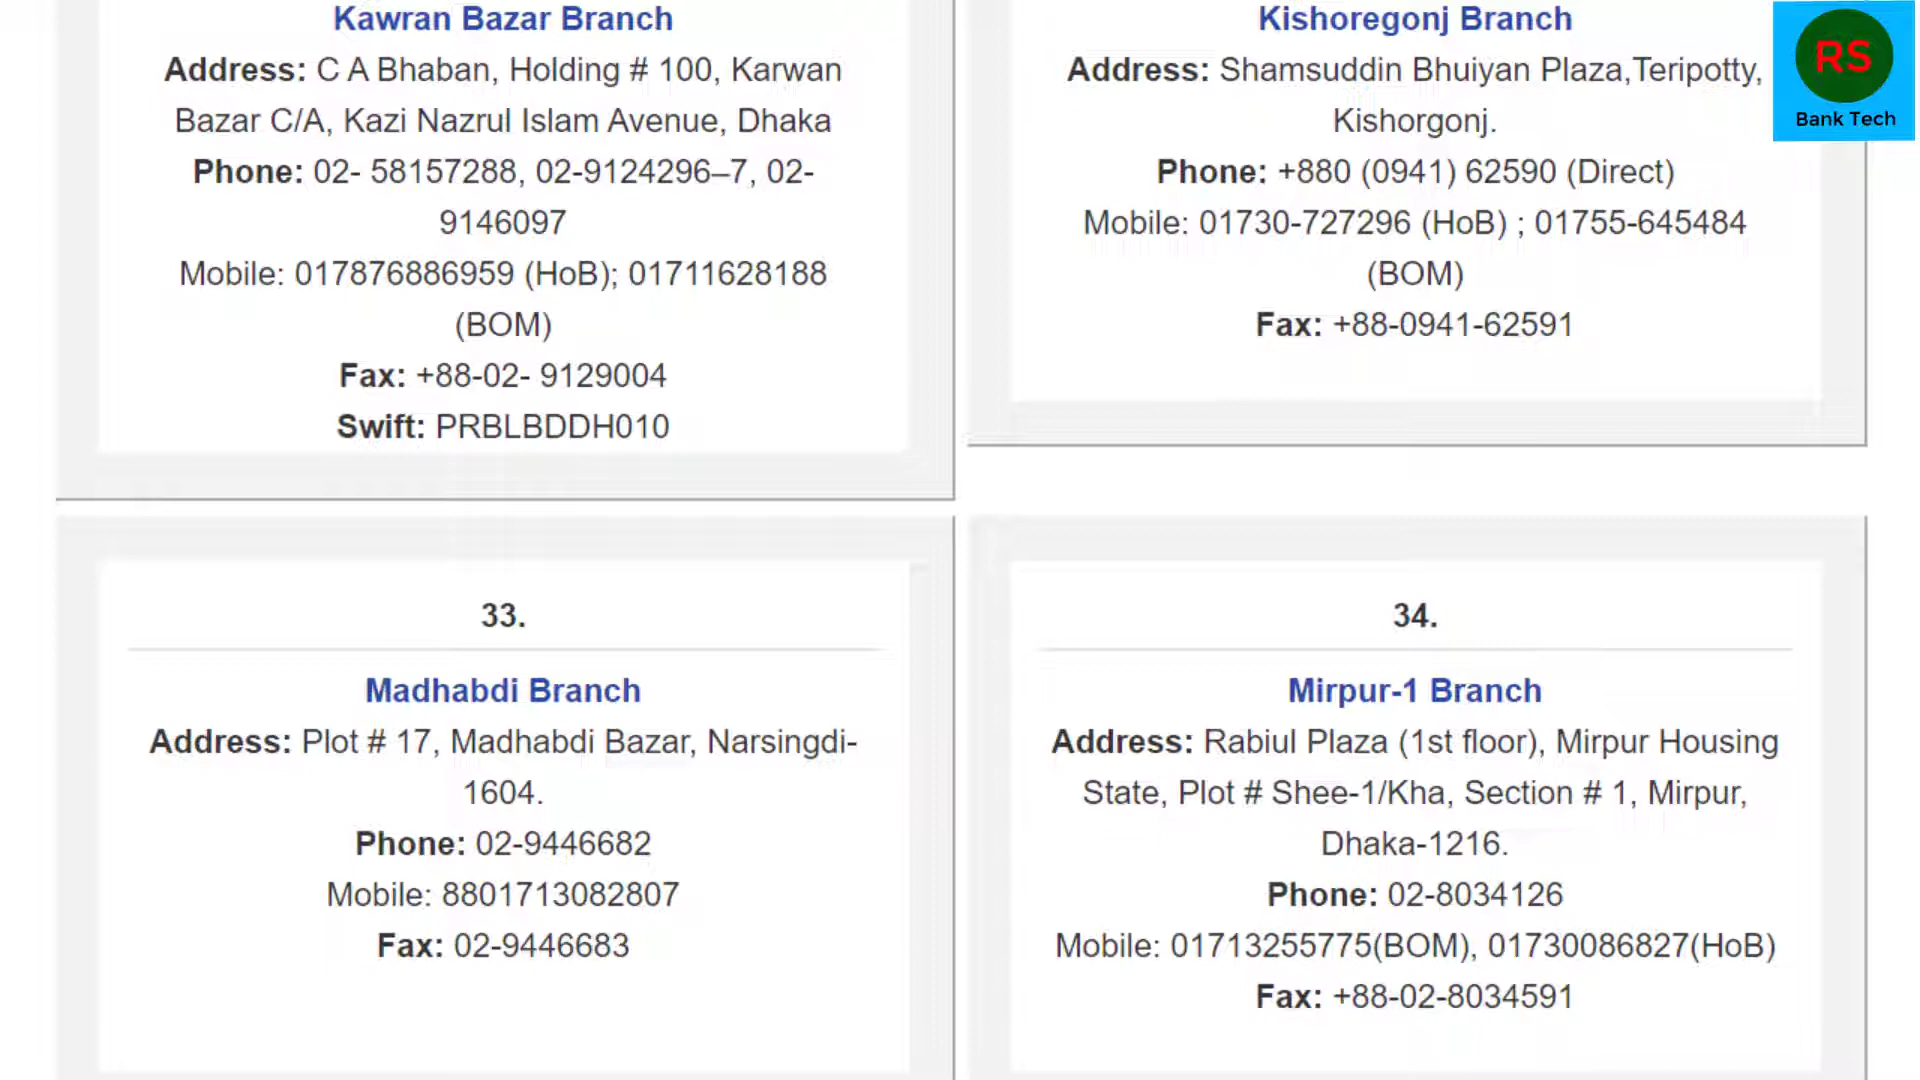 Kawran Bazar Branch
Address: C A Bhaban, Holding # 100, Karwan
Bazar C/A, Kazi Nazrul Islam Avenue, Dhaka
Phone: 02- 58157288, 02-9124296–7, 02-
9146097
Mobile: 017876886959 (HoB); 01711628188
(BOM)
Fax: +88-02- 9129004
Swift: PRBLBDDH010
Kishoregonj Branch
Address: Shamsuddin Bhuiyan Plaza,Teripotty,
Kishorgonj.
Phone: +880 (0941) 62590 (Direct)
Mobile: 01730-727296 (HoB) ; 01755-645484
(BOM)
Fax: +88-0941-62591
RS
Bank Tech
33.
Madhabdi Branch
Address: Plot # 17, Madhabdi Bazar, Narsingdi-
1604.
Phone: 02-9446682
Mobile: 8801713082807
Fax: 02-9446683
34.
Mirpur-1 Branch
Address: Rabiul Plaza (1st floor), Mirpur Housing
State, Plot # Shee-1/Kha, Section # 1, Mirpur,
Dhaka-1216.
Phone: 02-8034126
Mobile: 01713255775(BOM), 01730086827(HoB)
Fax: +88-02-8034591